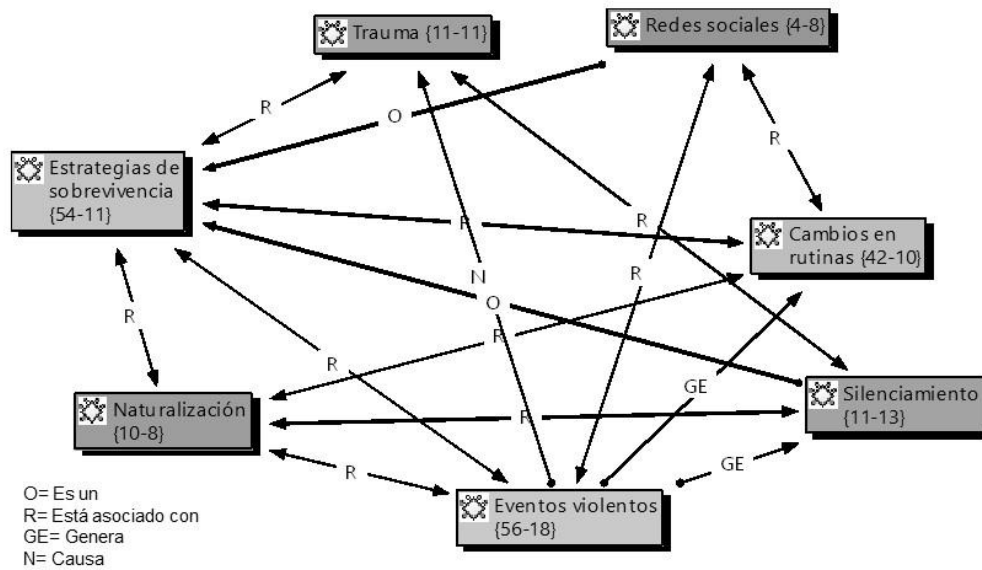 Trauma {11-11}
Redes sociales {4-8}
R
O
R
Estrategias de
sobrevivencia
{54-11}
R
R
Cambios en
rutinas {42-10}
N
R
O
R
R
R
GE
Silenciamiento
{11-13}
Naturalización
{10-8}
R
R
GE
Eventos violentos
{56-18}
O= Es un
R= Está asociado con
GE= Genera
N= Causa